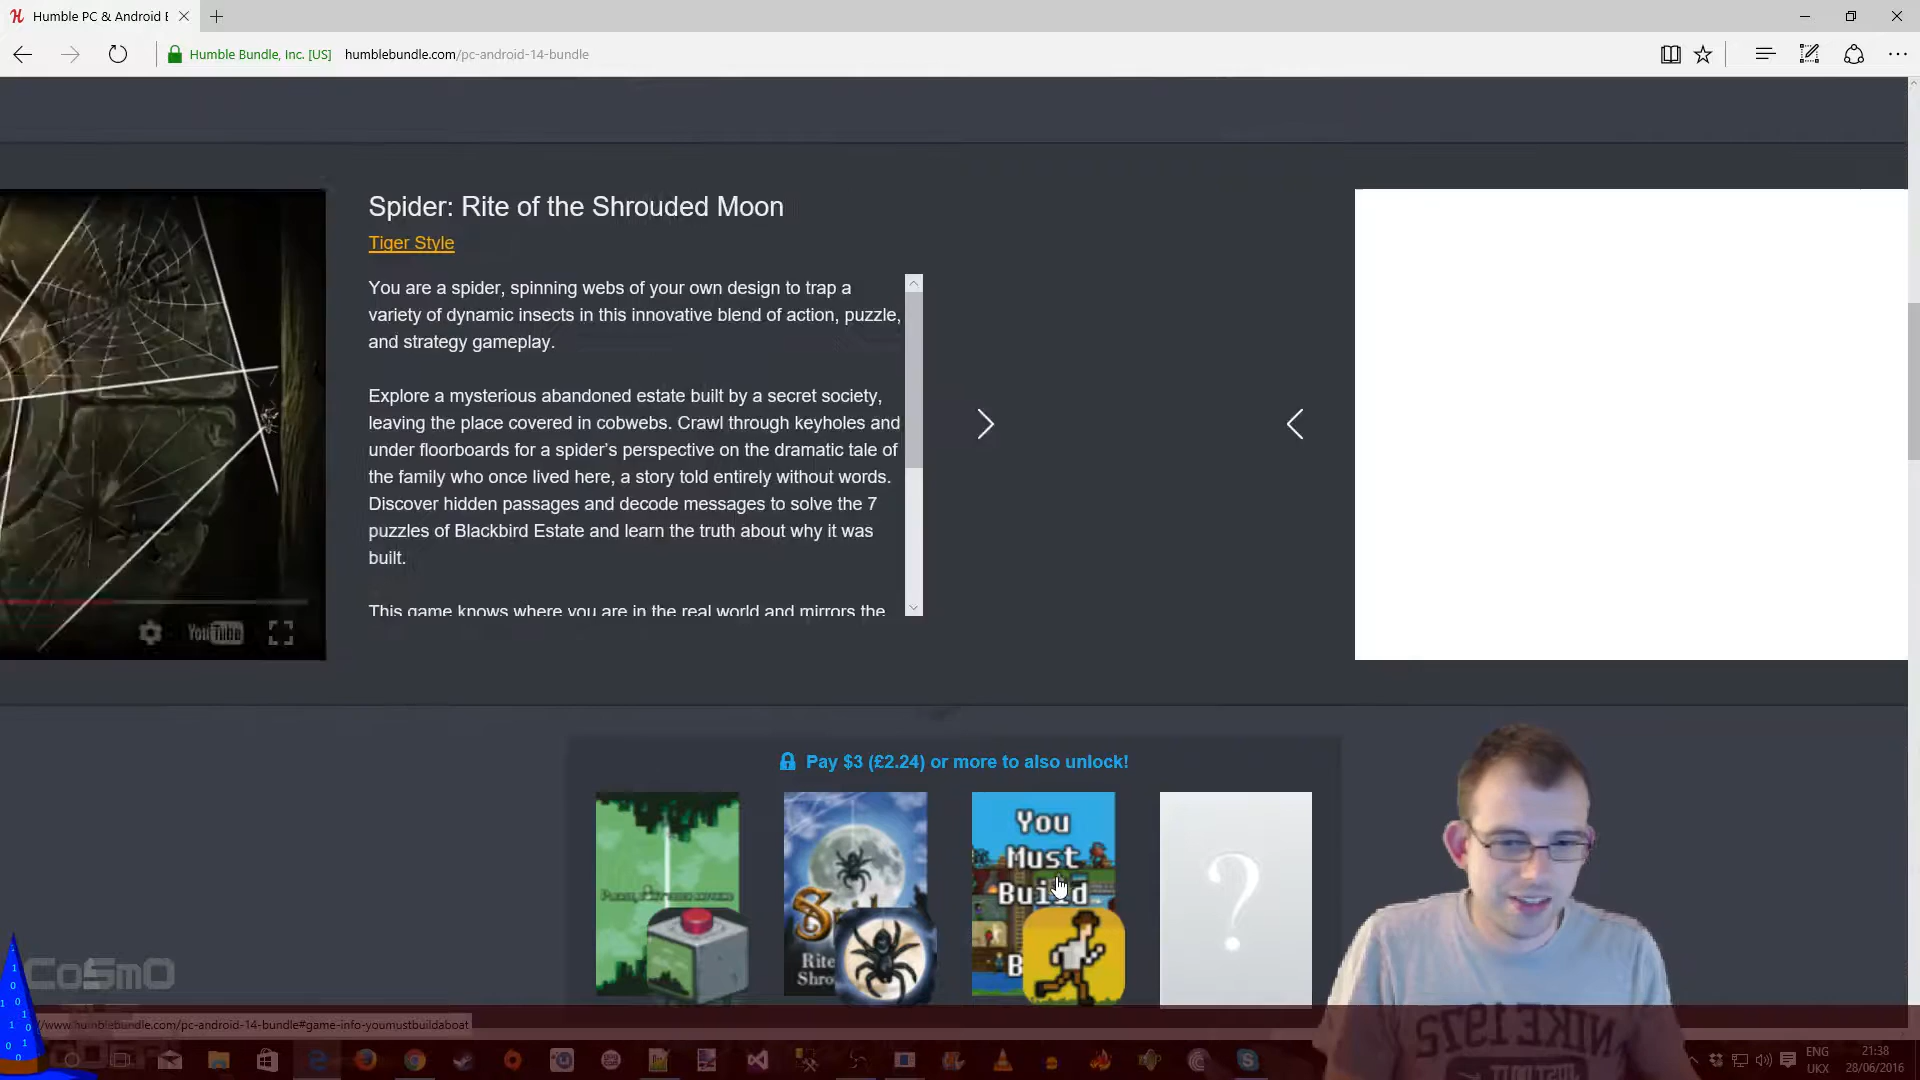 Humble PC & Android E
Humble Bundle, Inc. [US] humblebundle.com/pc-android-14-bundle
Spider: Rite of the Shrouded Moon
Tiger Style
You are a spider, spinning webs of your own design to trap a
variety of dynamic insects in this innovative blend of action, puzzle,
and strategy gameplay.
Explore a mysterious abandoned estate built by a secret society,
leaving the place covered in cobwebs. Crawl through keyholes and
under floorboards for a spider’s perspective on the dramatic tale of
the family who once lived here, a story told entirely without words.
Discover hidden passages and decode messages to solve the 7
puzzles of Blackbird Estate and learn the truth about why it was
built.
This game knows where you are in the real world and mirrors the
YouTube
Pay $3 (£2.24) or more to also unlock!
You
Must
Build
B
Rite
Shro
?
CoSmO
/www.humblebundle.com/pc-android-14-bundle#game-info-youmustbuildaboat
NIKE 1972
JUST DO IT
ENG
UKX
21:38
28/06/2016